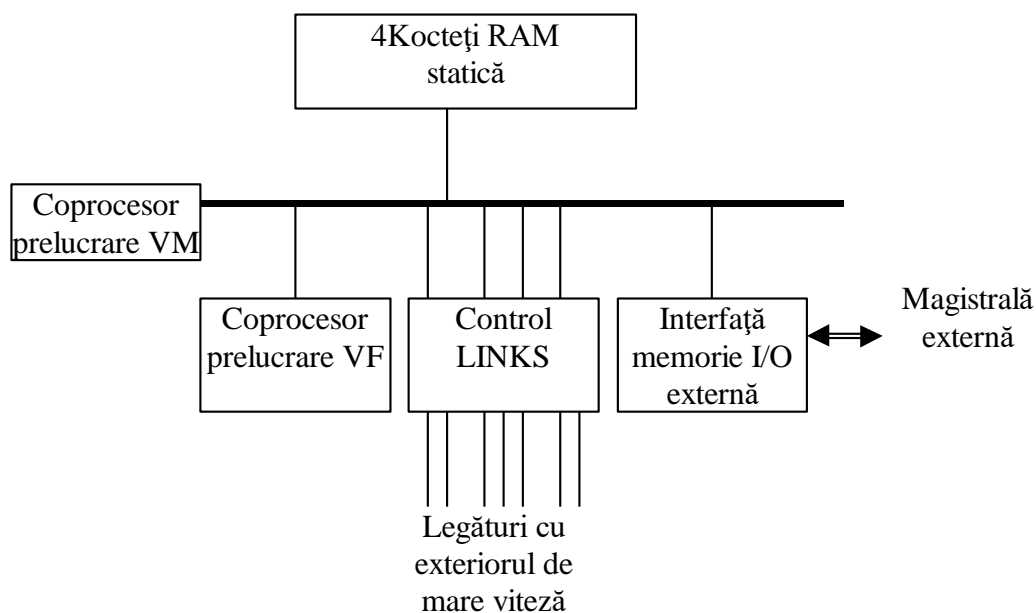 4Kocteţi RAM
statică
Coprocesor
prelucrare VM
Coprocesor
prelucrare VF
Control
LINKS
Interfaţă
memorie I/O
externă
Magistrală
externă
Legături cu
exteriorul de
mare viteză